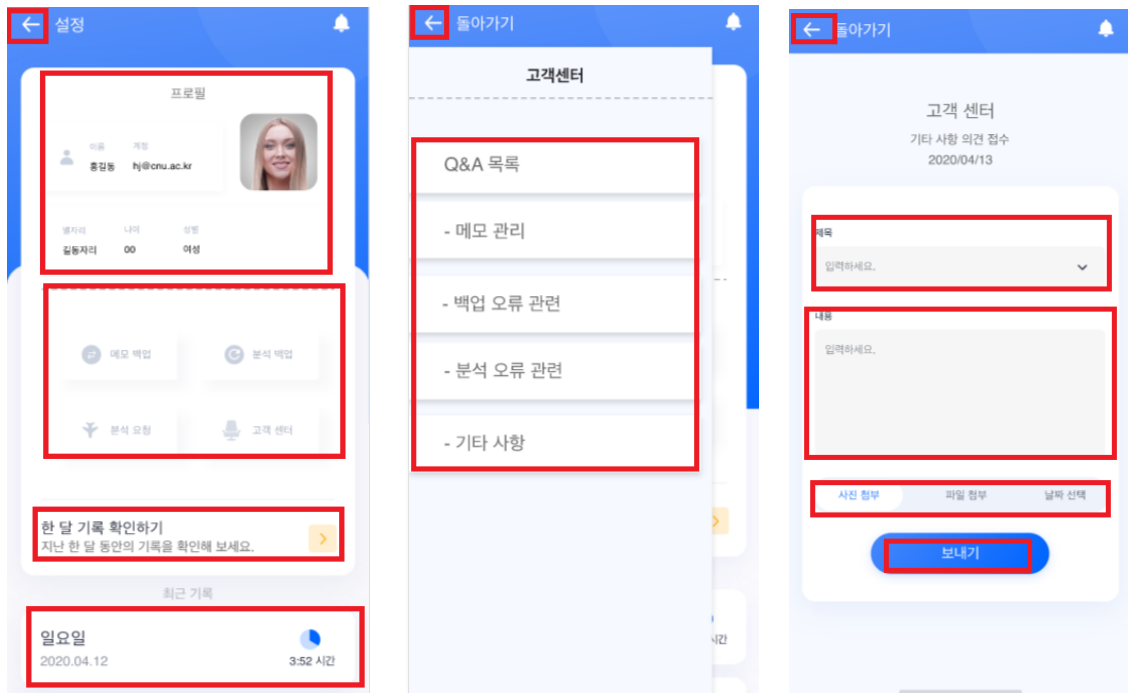 설정
프로필
이름 계정
홍길동 hj@cnu.ac.kr
별자리 나이 성별
길동자리 00 여성
메모 백업 분석 백업
분석 요청 고객 센터
한 달 기록 확인하기
지난 한 달 동안의 기록을 확인해 보세요.
최근 기록
일요일
2020.04.12 3:52 시간
돌아가기
고객센터
Q&A 목록
- 메모 관리
- 백업 오류 관련
- 분석 오류 관련
- 기타 사항
시간
돌아가기
고객 센터
기타 사항 의견 접수
2020/04/13
제목
입력하세요.
내용
입력하세요.
사진 첨부 파일 첨부 날짜 선택
보내기